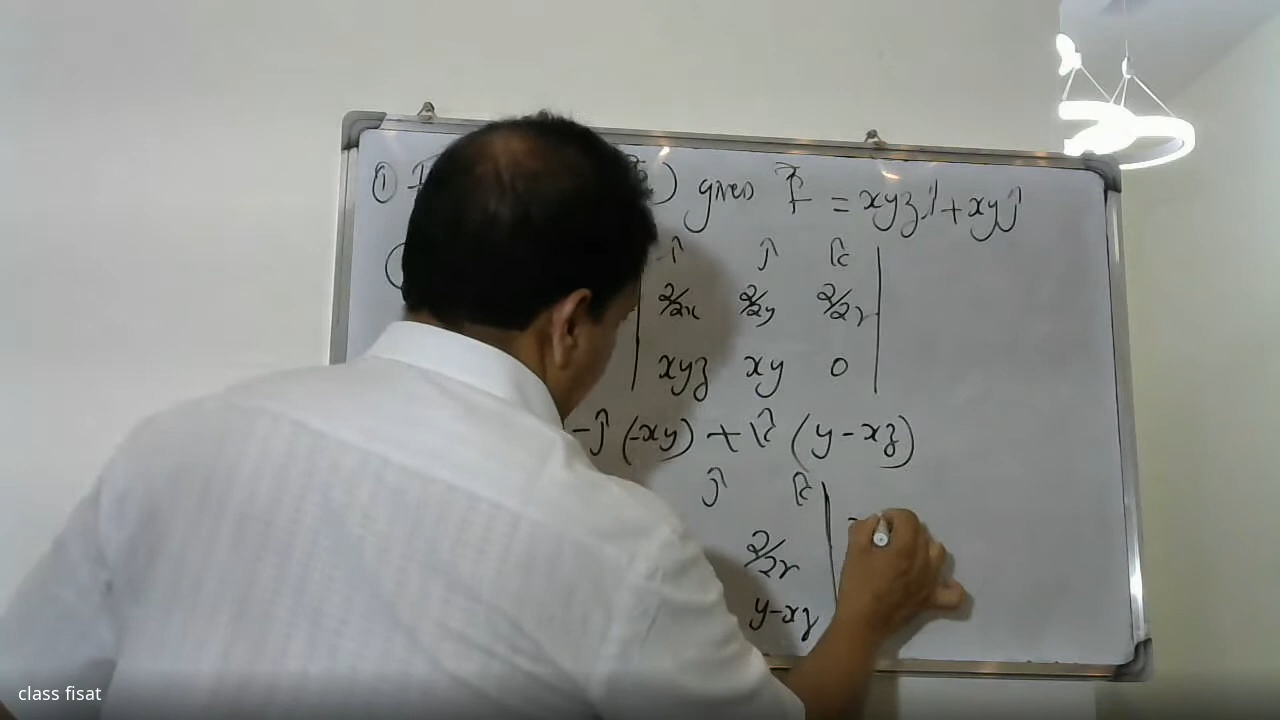 ① ) given F̄ = xyz î + xy ĵ
î ĵ k̂
∂/∂x ∂/∂y ∂/∂z
xyz xy 0
-ĵ (-xy) + k̂ (y-xz)
ĵ k̂
∂/∂z
y-xz
class fisat